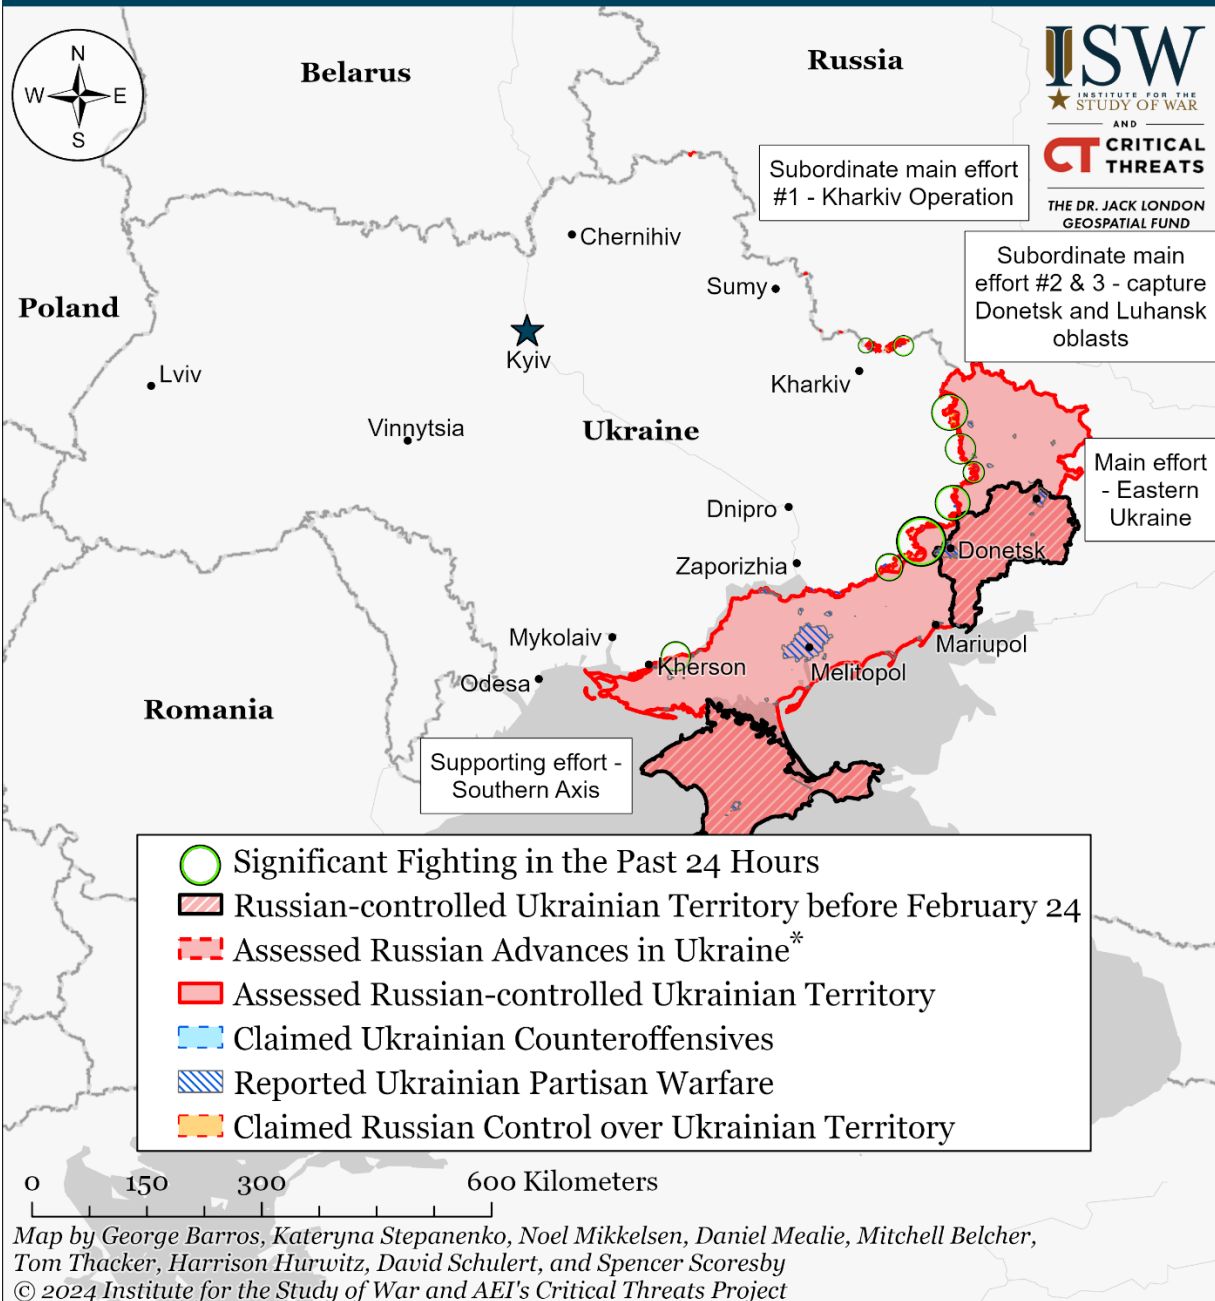 N
W
E
S
Belarus
Russia
ISW
INSTITUTE FOR THE
STUDY OF WAR
AND
CT CRITICAL
THREATS
THE DR. JACK LONDON
GEOSPATIAL FUND
Subordinate main effort
#1 - Kharkiv Operation
Chernihiv
Subordinate main
effort #2 & 3 - capture
Donetsk and Luhansk
oblasts
Sumy
Poland
Kyiv
Lviv
Kharkiv
Vinnytsia
Ukraine
Main effort
- Eastern
Ukraine
Dnipro
Donetsk
Zaporizhia
Mykolaiv
Mariupol
Kherson
Melitopol
Odesa
Romania
Supporting effort -
Southern Axis
Significant Fighting in the Past 24 Hours
Russian-controlled Ukrainian Territory before February 24
Assessed Russian Advances in Ukraine*
Assessed Russian-controlled Ukrainian Territory
Claimed Ukrainian Counteroffensives
Reported Ukrainian Partisan Warfare
Claimed Russian Control over Ukrainian Territory
0 150 300 600 Kilometers
Map by George Barros, Kateryna Stepanenko, Noel Mikkelsen, Daniel Mealie, Mitchell Belcher,
Tom Thacker, Harrison Hurwitz, David Schulert, and Spencer Scoresby
© 2024 Institute for the Study of War and AEI's Critical Threats Project